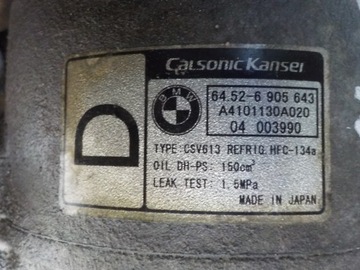 CALSONIC KANSEI
BMW
D
64.52-6 905 643
A4101130A020
04 003990
TYPE: CSV613 REFRIG. HFC-134a
OIL DH-PS: 150cm³
LEAK TEST: 1,5MPa
MADE IN JAPAN